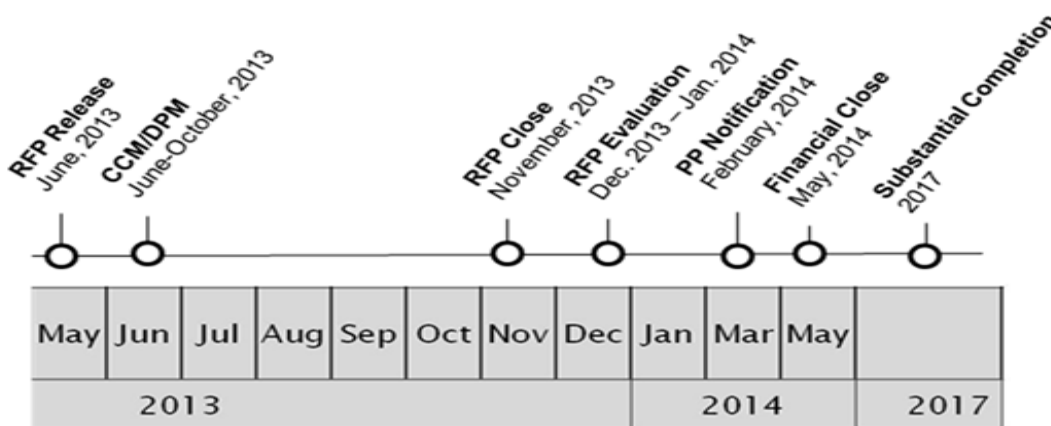 RFP Release
June, 2013
CCM/DPM
June-October, 2013
RFP Close
November, 2013
RFP Evaluation
Dec. 2013 – Jan. 2014
PP Notification
February, 2014
Financial Close
May, 2014
Substantial Completion
2017
May Jun Jul Aug Sep Oct Nov Dec Jan Mar May
2013 2014 2017